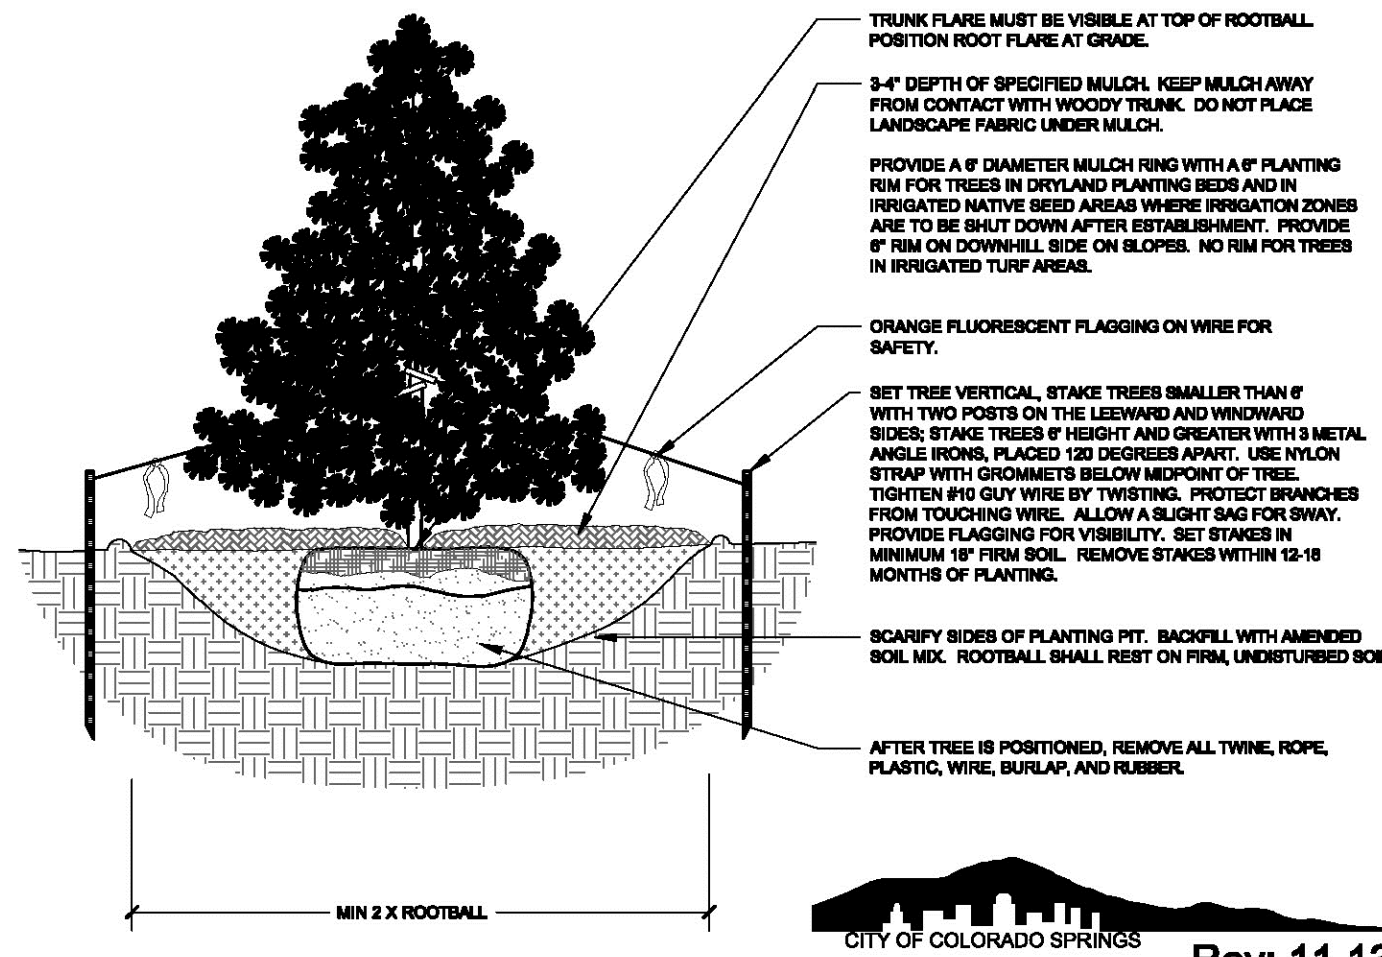 TRUNK FLARE MUST BE VISIBLE AT TOP OF ROOTBALL
POSITION ROOT FLARE AT GRADE.
3-4" DEPTH OF SPECIFIED MULCH. KEEP MULCH AWAY
FROM CONTACT WITH WOODY TRUNK. DO NOT PLACE
LANDSCAPE FABRIC UNDER MULCH.
PROVIDE A 6' DIAMETER MULCH RING WITH A 6" PLANTING
RIM FOR TREES IN DRYLAND PLANTING BEDS AND IN
IRRIGATED NATIVE SEED AREAS WHERE IRRIGATION ZONES
ARE TO BE SHUT DOWN AFTER ESTABLISHMENT. PROVIDE
6" RIM ON DOWNHILL SIDE ON SLOPES. NO RIM FOR TREES
IN IRRIGATED TURF AREAS.
ORANGE FLUORESCENT FLAGGING ON WIRE FOR
SAFETY.
SET TREE VERTICAL, STAKE TREES SMALLER THAN 6'
WITH TWO POSTS ON THE LEEWARD AND WINDWARD
SIDES; STAKE TREES 6' HEIGHT AND GREATER WITH 3 METAL
ANGLE IRONS, PLACED 120 DEGREES APART. USE NYLON
STRAP WITH GROMMETS BELOW MIDPOINT OF TREE.
TIGHTEN #10 GUY WIRE BY TWISTING. PROTECT BRANCHES
FROM TOUCHING WIRE. ALLOW A SLIGHT SAG FOR SWAY.
PROVIDE FLAGGING FOR VISIBILITY. SET STAKES IN
MINIMUM 18" FIRM SOIL. REMOVE STAKES WITHIN 12-18
MONTHS OF PLANTING.
SCARIFY SIDES OF PLANTING PIT. BACKFILL WITH AMENDED
SOIL MIX. ROOTBALL SHALL REST ON FIRM, UNDISTURBED
AFTER TREE IS POSITIONED, REMOVE ALL TWINE, ROPE,
PLASTIC, WIRE, BURLAP, AND RUBBER.
MIN 2 X ROOTBALL
CITY OF COLORADO SPRINGS